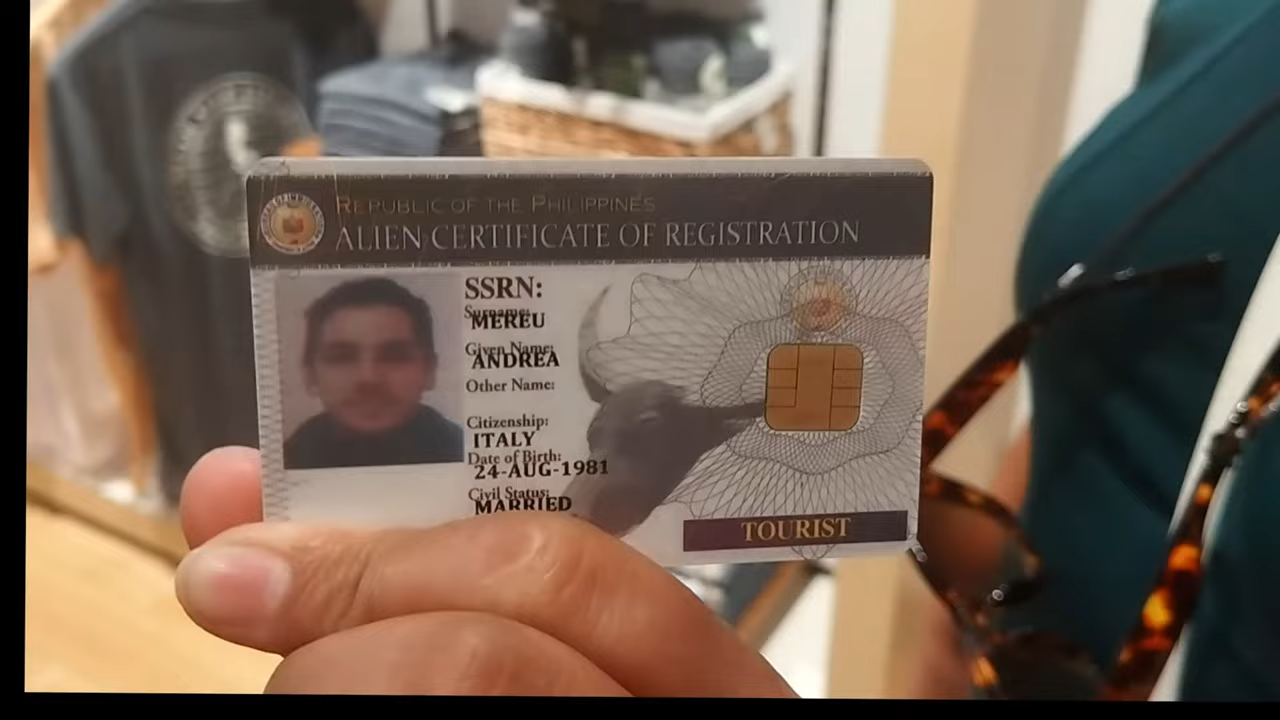 REPUBLIC OF THE PHILIPPINES
ALIEN CERTIFICATE OF REGISTRATION
SSRN:
Surname:
MEREU
Given Name:
ANDREA
Other Name:
Citizenship:
ITALY
Date of Birth:
24-AUG-1981
Civil Status:
MARRIED
TOURIST